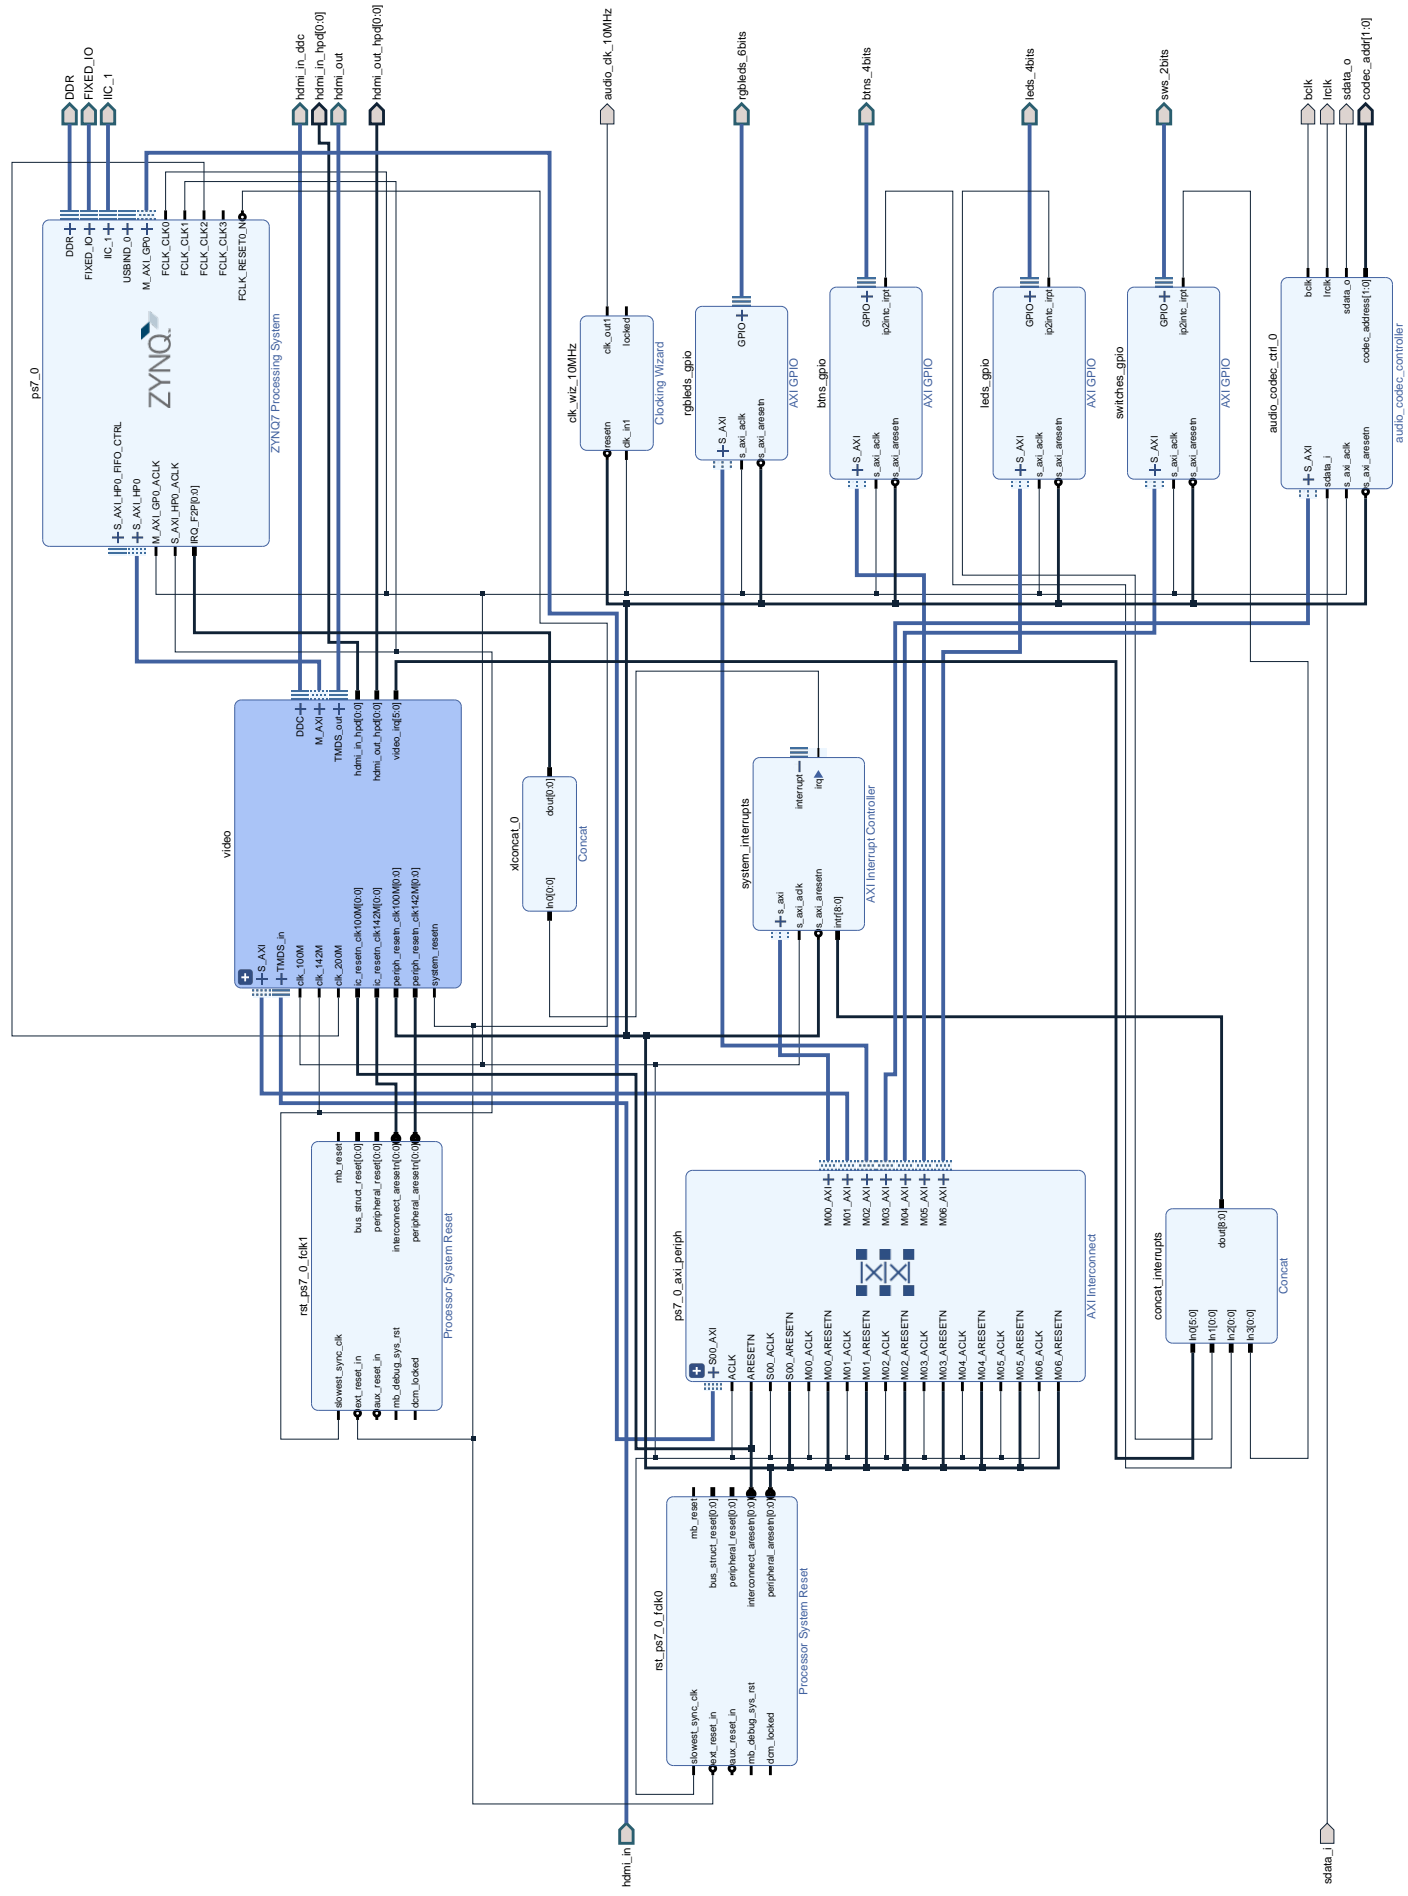 DDR
FIXED_IO
IIC_1
hdmi_in_ddc
hdmi_in_hpd[0:0]
hdmi_out
hdmi_out_hpd[0:0]
audio_clk_10MHz
rgbleds_6bits
btns_4bits
leds_4bits
sws_2bits
bclk
lrclk
sdata_o
codec_addr[1:0]
ps7_0
S_AXI_HP0_FIFO_CTRL
S_AXI_HP0
M_AXI_GP0_ACLK
S_AXI_HP0_ACLK
IRQ_F2P[0:0]
ZYNQ
DDR
FIXED_IO
IIC_1
USBIND_0
M_AXI_GP0
FCLK_CLK0
FCLK_CLK1
FCLK_CLK2
FCLK_CLK3
FCLK_RESET0_N
ZYNQ7 Processing System
clk_wiz_10MHz
resetn
clk_in1
clk_out1
locked
Clocking Wizard
rgbleds_gpio
S_AXI
s_axi_aclk
s_axi_aresetn
GPIO
AXI GPIO
btns_gpio
S_AXI
s_axi_aclk
s_axi_aresetn
GPIO
ip2intc_irpt
AXI GPIO
leds_gpio
S_AXI
s_axi_aclk
s_axi_aresetn
GPIO
ip2intc_irpt
AXI GPIO
switches_gpio
S_AXI
s_axi_aclk
s_axi_aresetn
GPIO
ip2intc_irpt
AXI GPIO
audio_codec_ctrl_0
S_AXI
sdata_i
s_axi_aclk
s_axi_aresetn
bclk
lrclk
sdata_o
codec_address[1:0]
audio_codec_controller
video
S_AXI
TMDS_in
clk_100M
clk_142M
clk_200M
ic_resetn_clk100M[0:0]
ic_resetn_clk142M[0:0]
periph_resetn_clk100M[0:0]
periph_resetn_clk142M[0:0]
system_resetn
DDC
M_AXI
TMDS_out
hdmi_in_hpd[0:0]
hdmi_out_hpd[0:0]
video_irq[5:0]
xlconcat_0
In0[0:0]
dout[0:0]
Concat
system_interrupts
s_axi
s_axi_aclk
s_axi_aresetn
intr[8:0]
interrupt
irq
AXI Interrupt Controller
rst_ps7_0_fclk1
slowest_sync_clk
ext_reset_in
aux_reset_in
mb_debug_sys_rst
dcm_locked
mb_reset
bus_struct_reset[0:0]
peripheral_reset[0:0]
interconnect_aresetn[0:0]
peripheral_aresetn[0:0]
Processor System Reset
ps7_0_axi_periph
S00_AXI
ACLK
ARESETN
S00_ACLK
S00_ARESETN
M00_ACLK
M00_ARESETN
M01_ACLK
M01_ARESETN
M02_ACLK
M02_ARESETN
M03_ACLK
M03_ARESETN
M04_ACLK
M04_ARESETN
M05_ACLK
M05_ARESETN
M06_ACLK
M06_ARESETN
M00_AXI
M01_AXI
M02_AXI
M03_AXI
M04_AXI
M05_AXI
M06_AXI
AXI Interconnect
concat_interrupts
In0[5:0]
In1[0:0]
In2[0:0]
In3[0:0]
dout[8:0]
Concat
rst_ps7_0_fclk0
slowest_sync_clk
ext_reset_in
aux_reset_in
mb_debug_sys_rst
dcm_locked
mb_reset
bus_struct_reset[0:0]
peripheral_reset[0:0]
interconnect_aresetn[0:0]
peripheral_aresetn[0:0]
Processor System Reset
hdmi_in
sdata_i